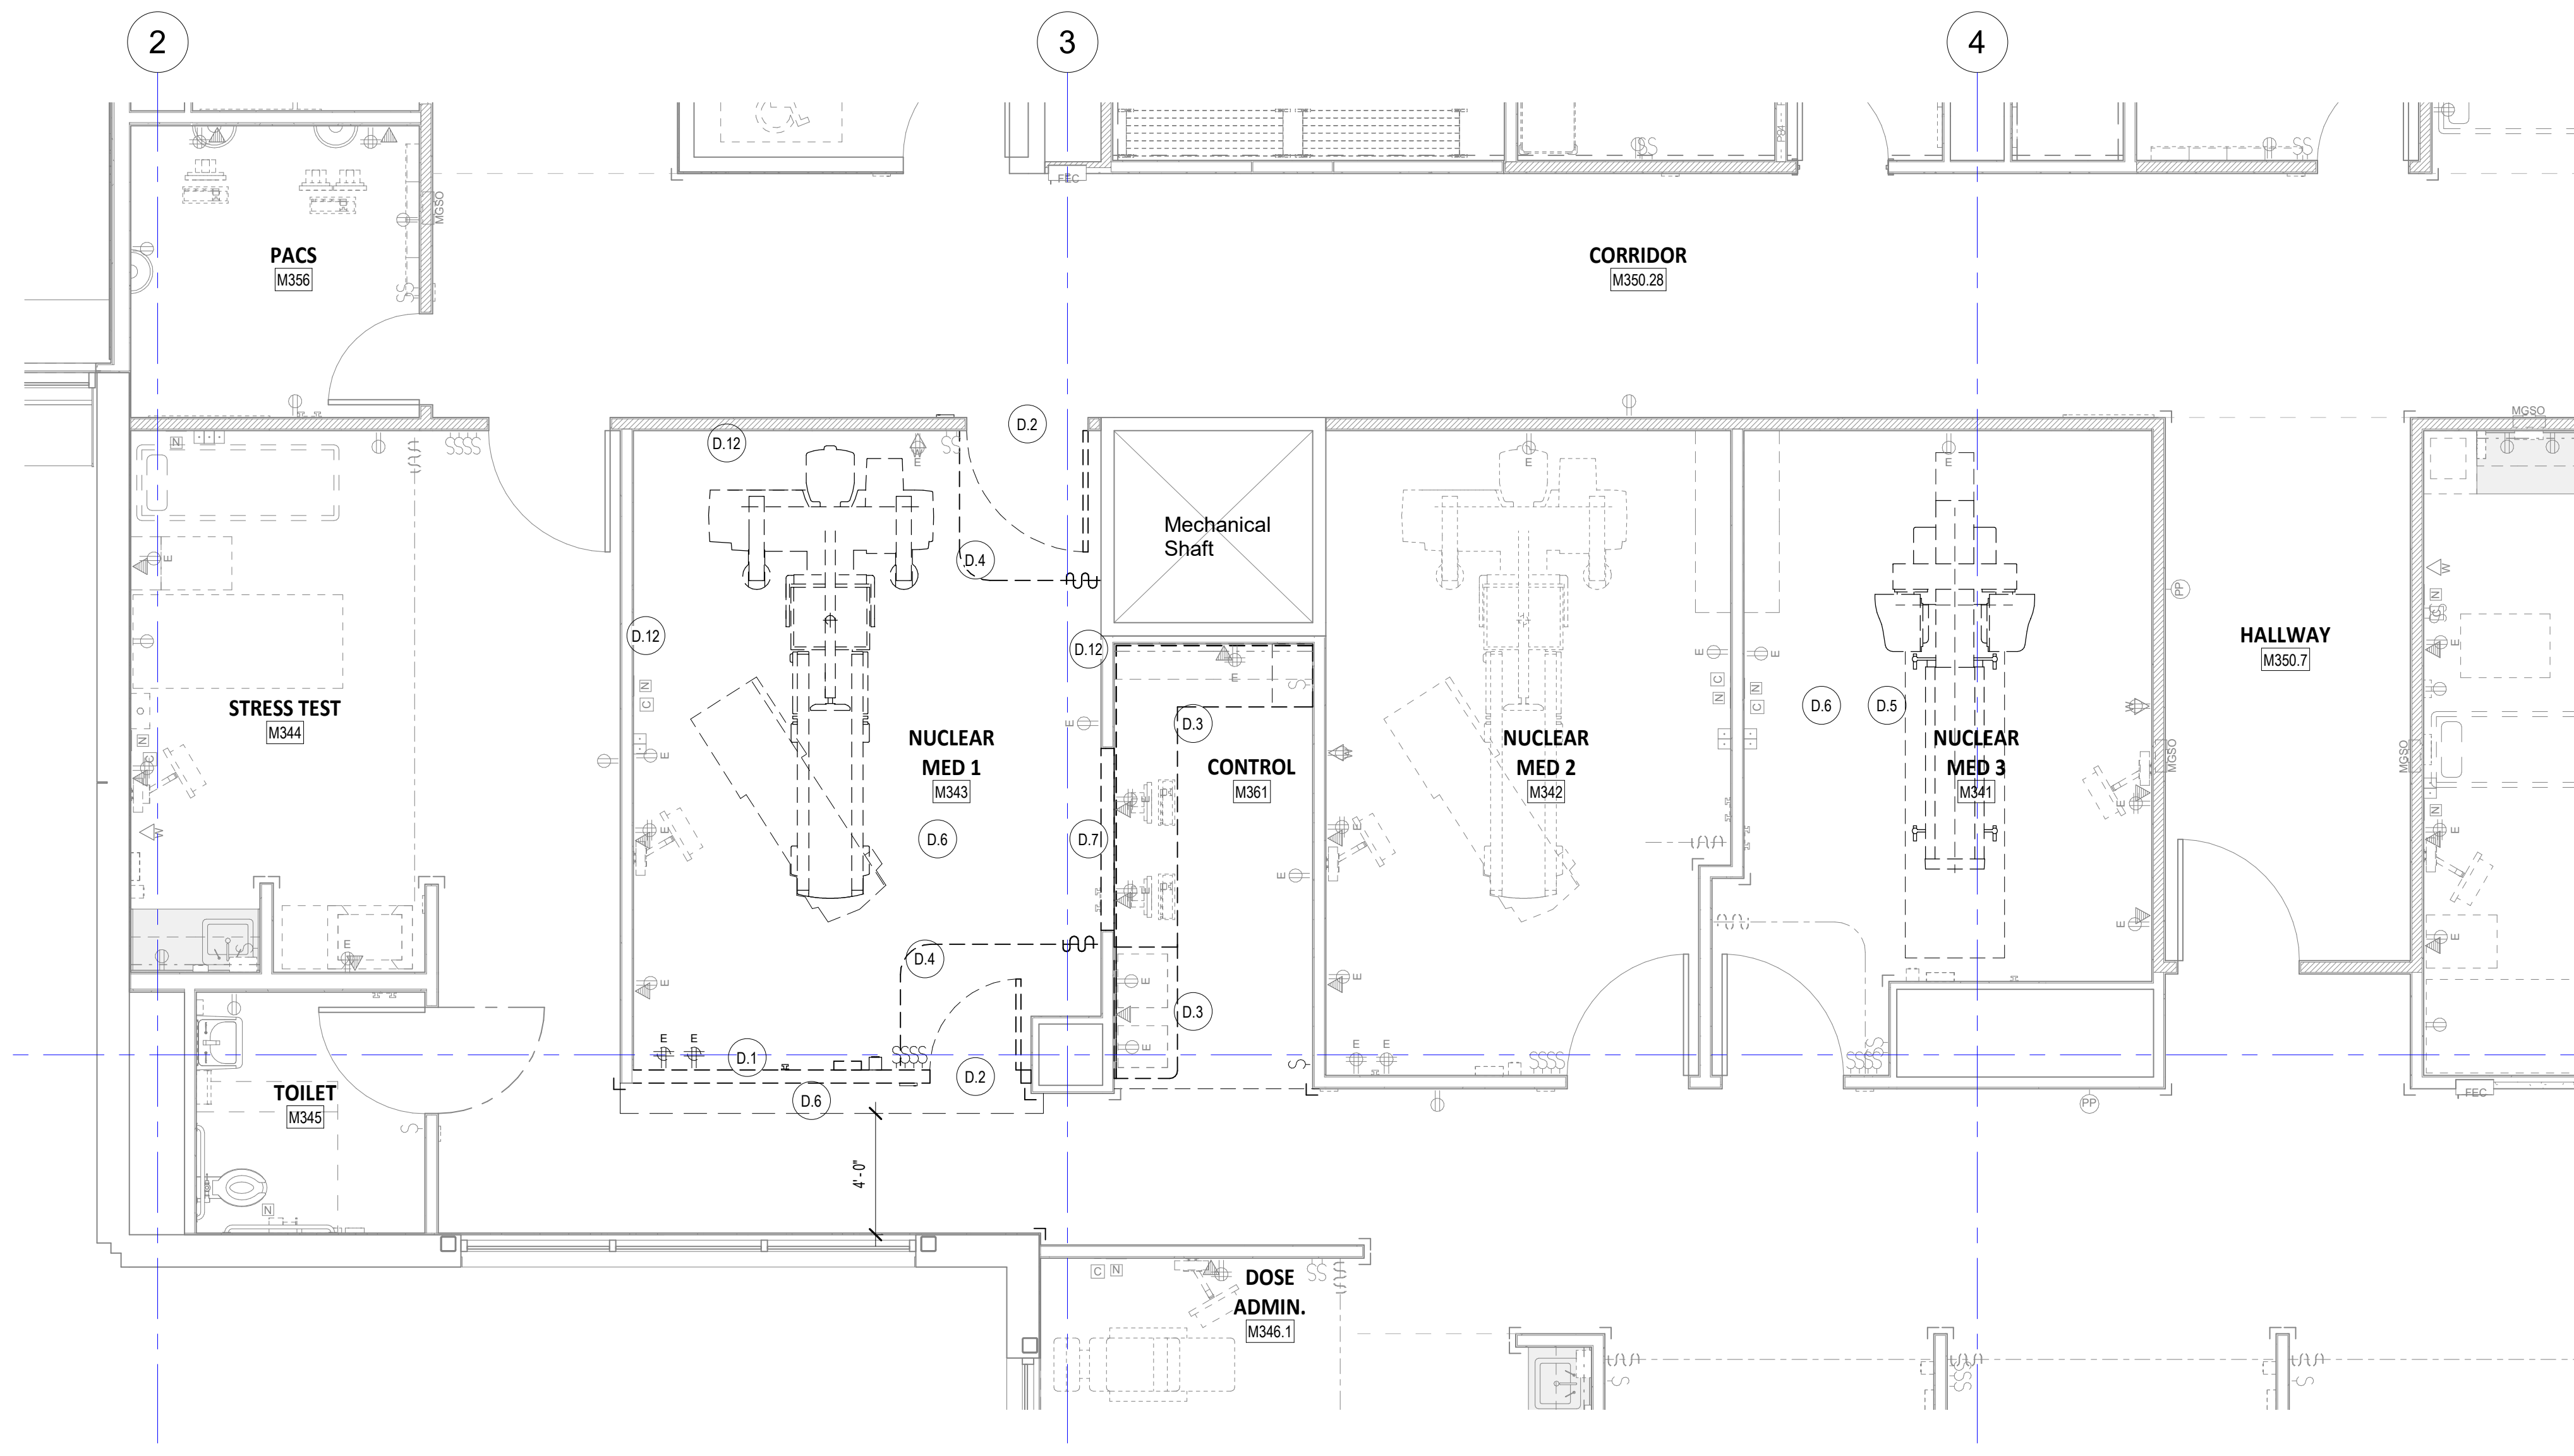 2
3
4
FEC
P84
MGSO
PACS
M356
CORRIDOR
M350.28
D.2
MGSO
N
D.12
W
E
E
E
Mechanical
Shaft
D.4
E
W
PP
N
D.12
D.12
HALLWAY
M350.7
E
E
E
E
E
N
C
C
N
N
C
STRESS TEST
M344
D.3
D.6
D.5
W
E
NUCLEAR
MED 1
M343
CONTROL
M361
NUCLEAR
MED 2
M342
NUCLEAR
MED 3
M341
N
C
E
W
MGSO
MGSO
E
N
W
E
D.6
D.7
E
E
E
E
E
E
E
E
D.4
E
E
E
E
D.3
E
E
E
E
D.1
D.2
TOILET
M345
D.6
FEC
PP
4' - 0"
N
C
N
DOSE
ADMIN.
M346.1